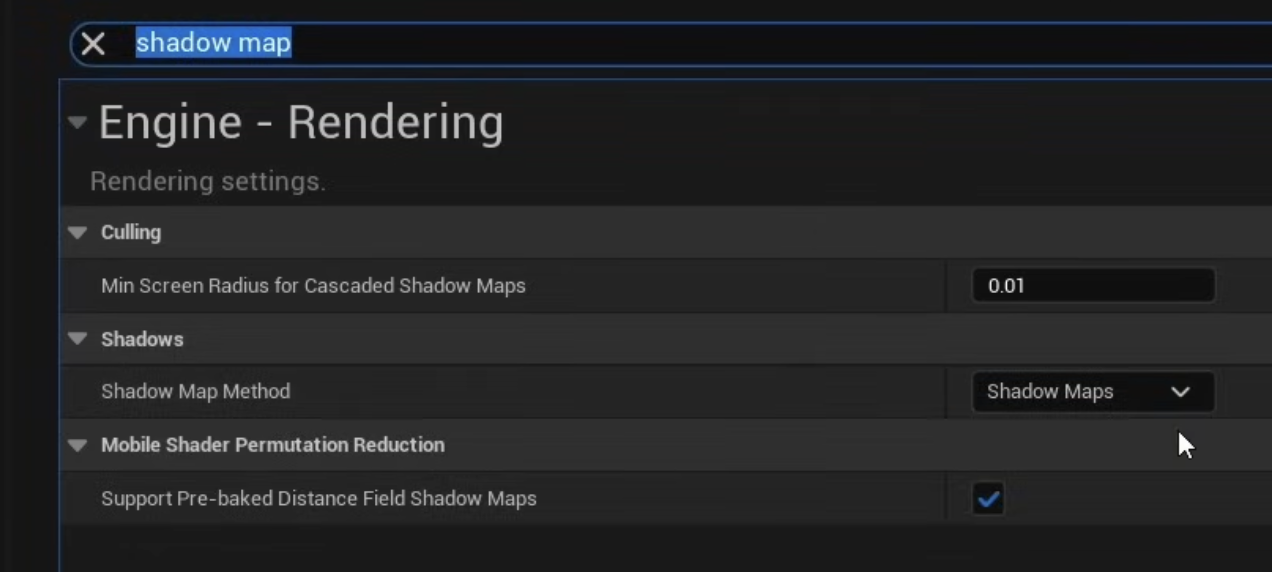 shadow map
Engine - Rendering
Rendering settings.
Culling
Min Screen Radius for Cascaded Shadow Maps 0.01
Shadows
Shadow Map Method Shadow Maps
Mobile Shader Permutation Reduction
Support Pre-baked Distance Field Shadow Maps